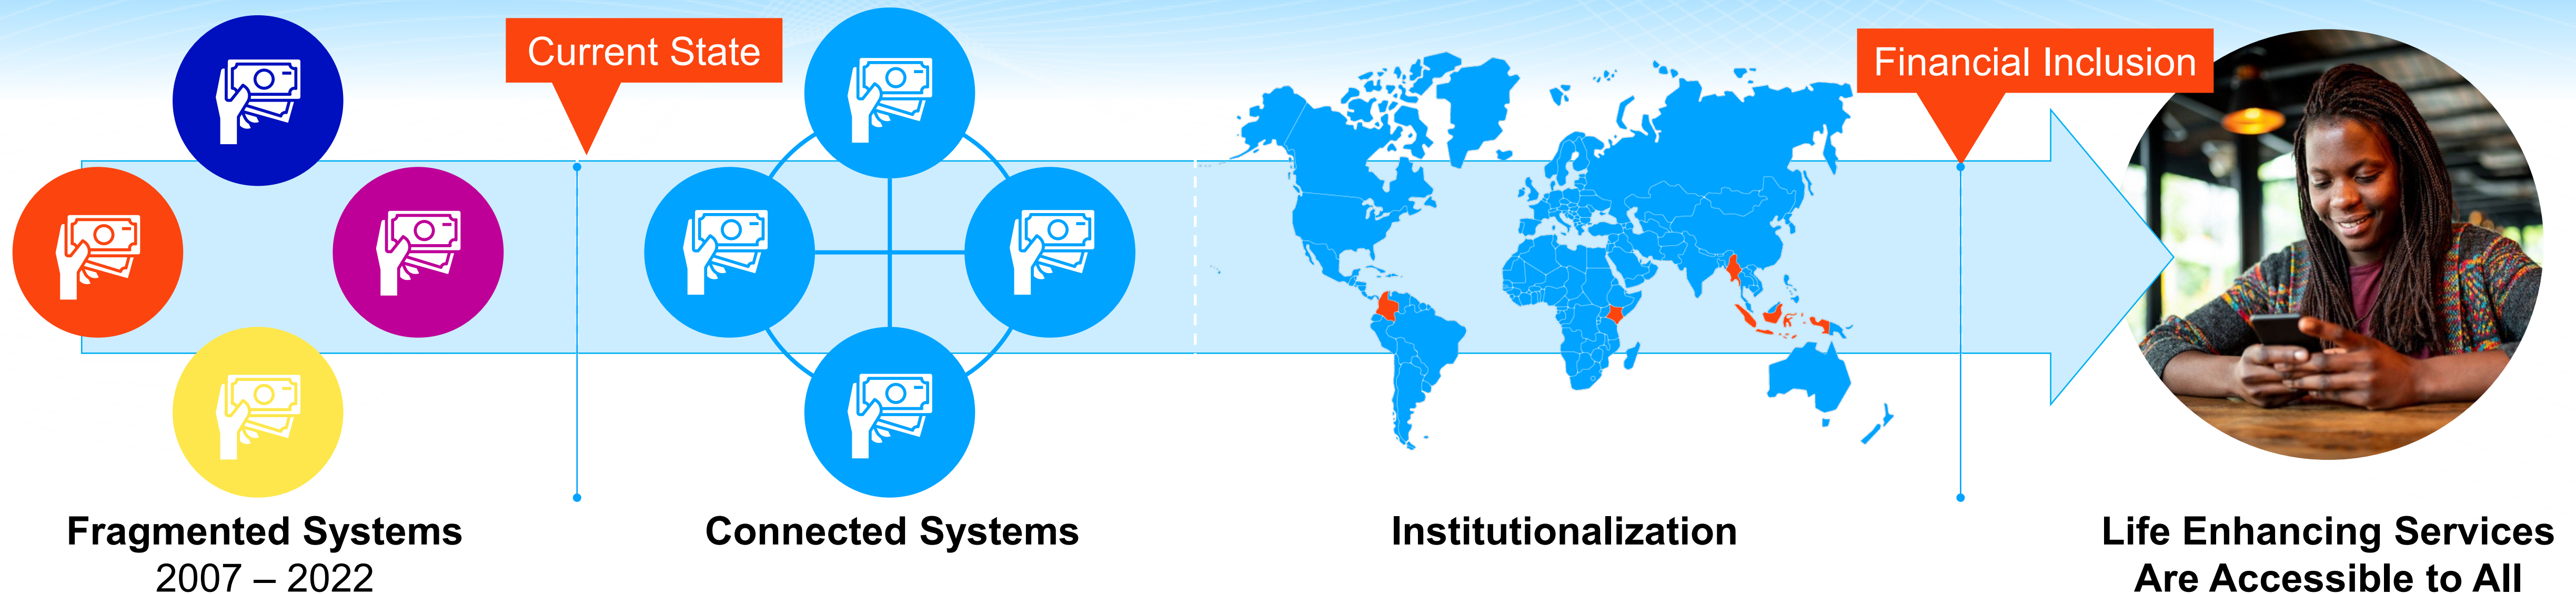 Current State
Financial Inclusion
Fragmented Systems
2007 – 2022
Connected Systems
Institutionalization
Life Enhancing Services
Are Accessible to All